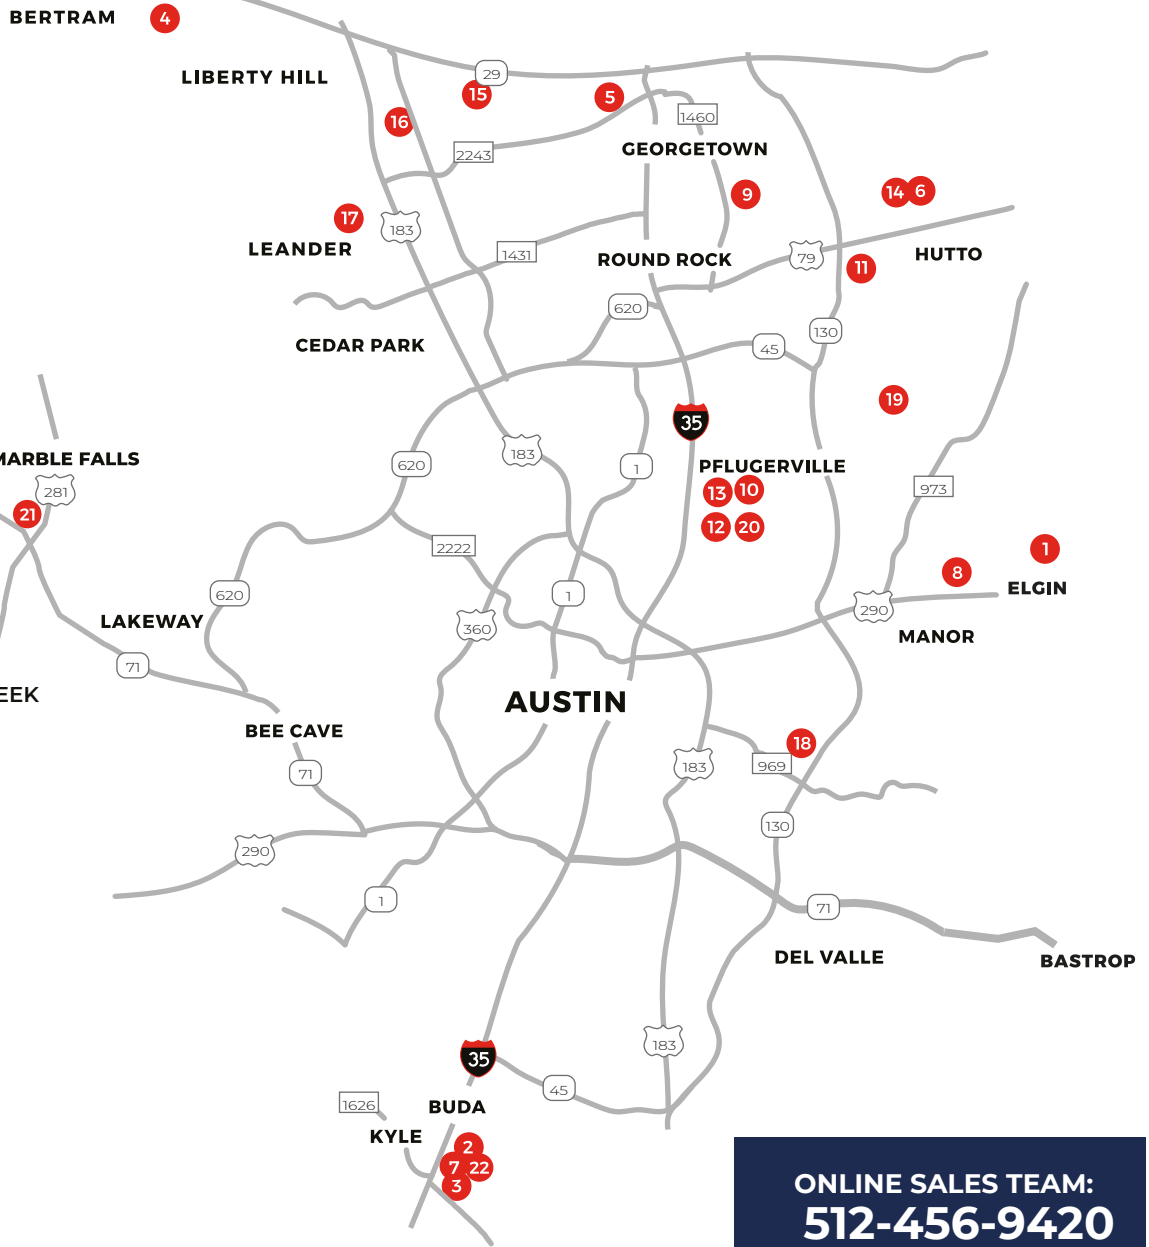 BERTRAM
4
LIBERTY HILL
29
15
5
16
1460
2243
GEORGETOWN
9
14
6
17
183
LEANDER
1431
ROUND ROCK
79
HUTTO
11
620
130
CEDAR PARK
45
19
35
MARBLE FALLS
620
183
1
PFLUGERVILLE
281
13
10
973
21
12
20
2222
1
8
620
1
ELGIN
LAKEWAY
360
290
MANOR
71
EEK
AUSTIN
BEE CAVE
18
71
183
969
130
290
1
71
DEL VALLE
BASTROP
35
183
45
1626
BUDA
KYLE
2
7
22
3
ONLINE SALES TEAM:
512-456-9420